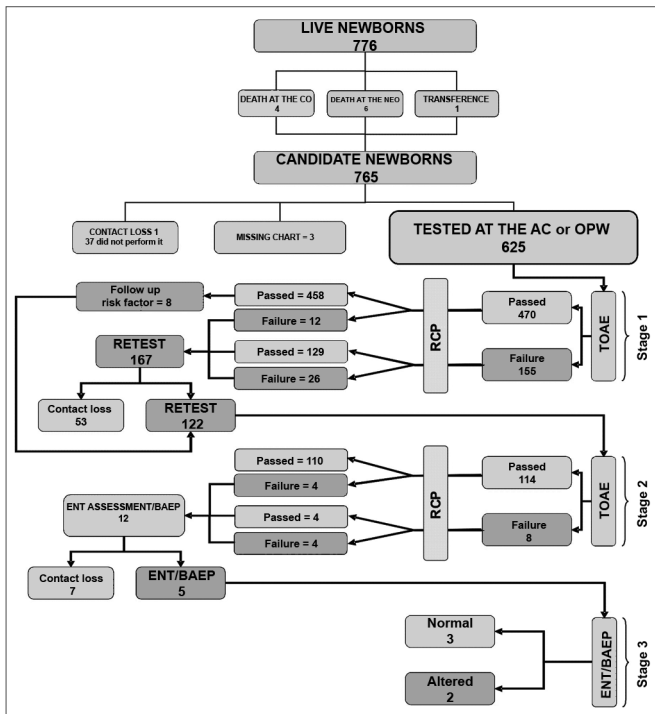 LIVE NEWBORNS
776
DEATH AT THE CO
4
DEATH AT THE NEO
6
TRANSFERENCE
1
CANDIDATE NEWBORNS
765
CONTACT LOSS 1
37 did not perform it
MISSING CHART = 3
TESTED AT THE AC or OPW
625
Follow up
risk factor = 8
Passed = 458
Failure = 12
Passed = 129
Failure = 26
RCP
Passed
470
Failure
155
TOAE
Stage 1
RETEST
167
Contact loss
53
RETEST
122
Passed = 110
Failure = 4
Passed = 4
Failure = 4
RCP
Passed
114
Failure
8
TOAE
Stage 2
ENT ASSESSMENT/BAEP
12
Contact loss
7
ENT/BAEP
5
Normal
3
Altered
2
ENT/BAEP
Stage 3